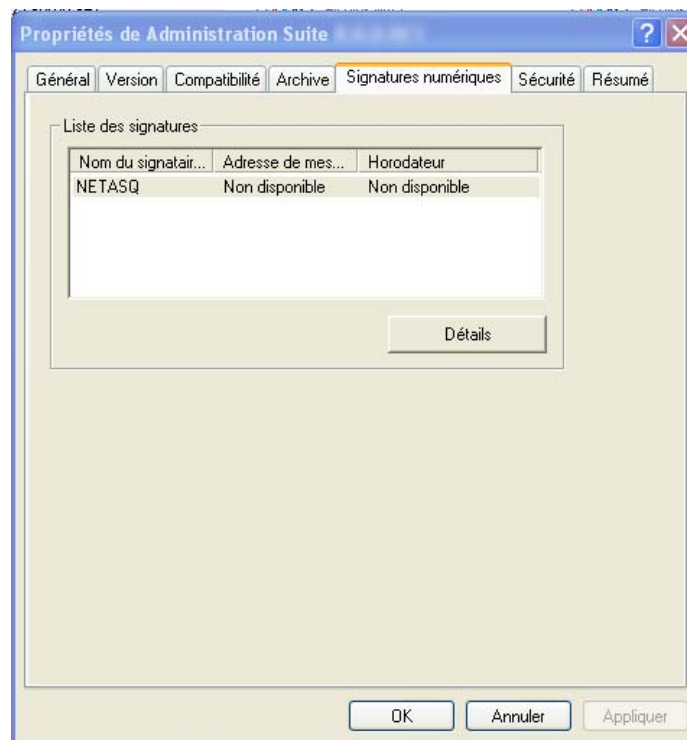 Propriétés de Administration Suite
Général Version Compatibilité Archive Signatures numériques Sécurité Résumé
Liste des signatures
Nom du signatair... Adresse de mes... Horodateur
NETASQ Non disponible Non disponible
Détails
OK Annuler Appliquer